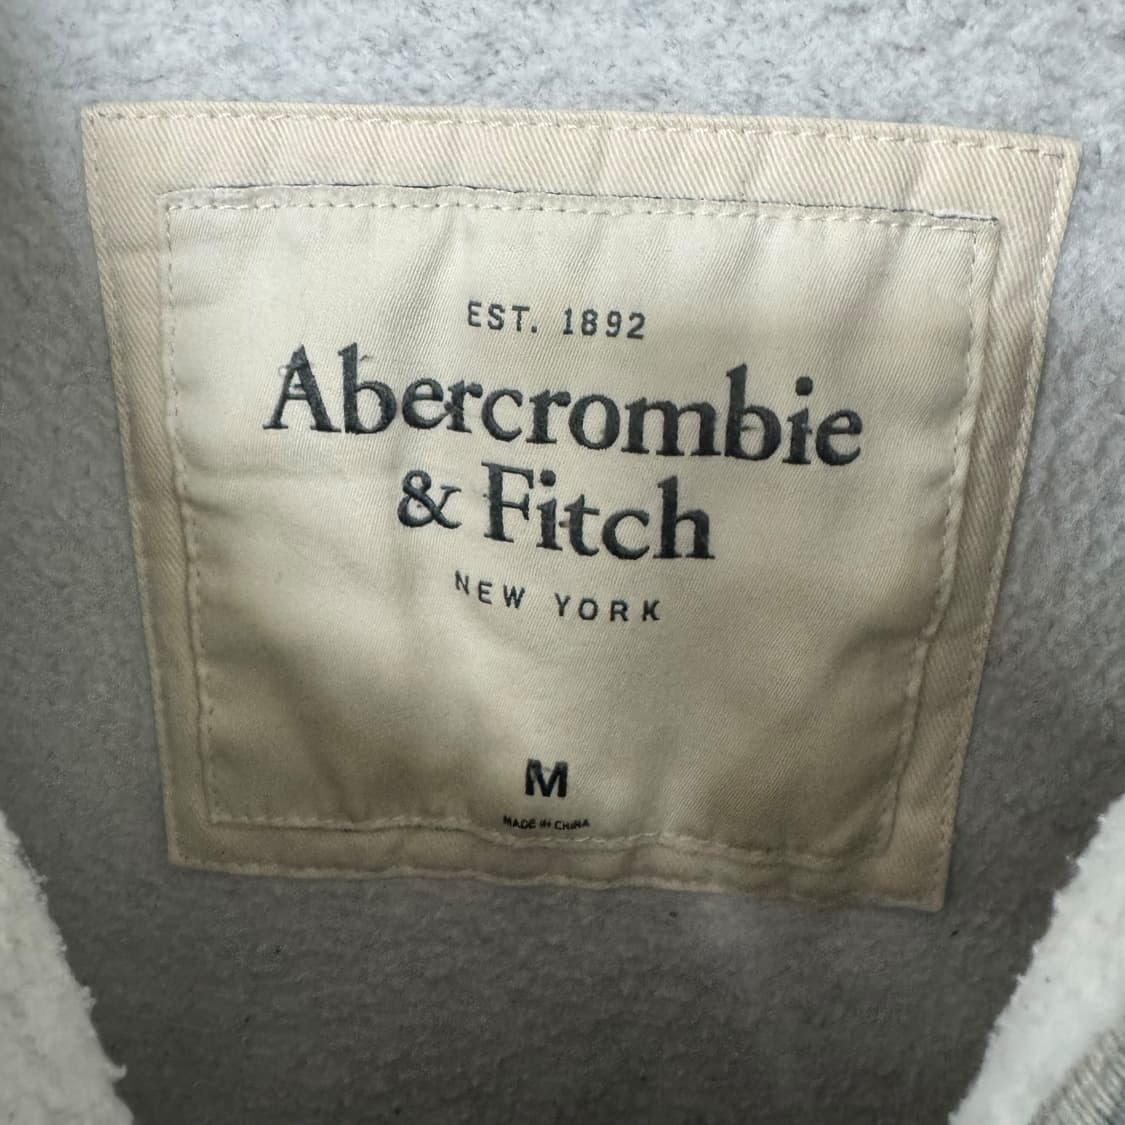 EST. 1892
Abercrombie
& Fitch
NEW YORK
M
MADE IN CHINA